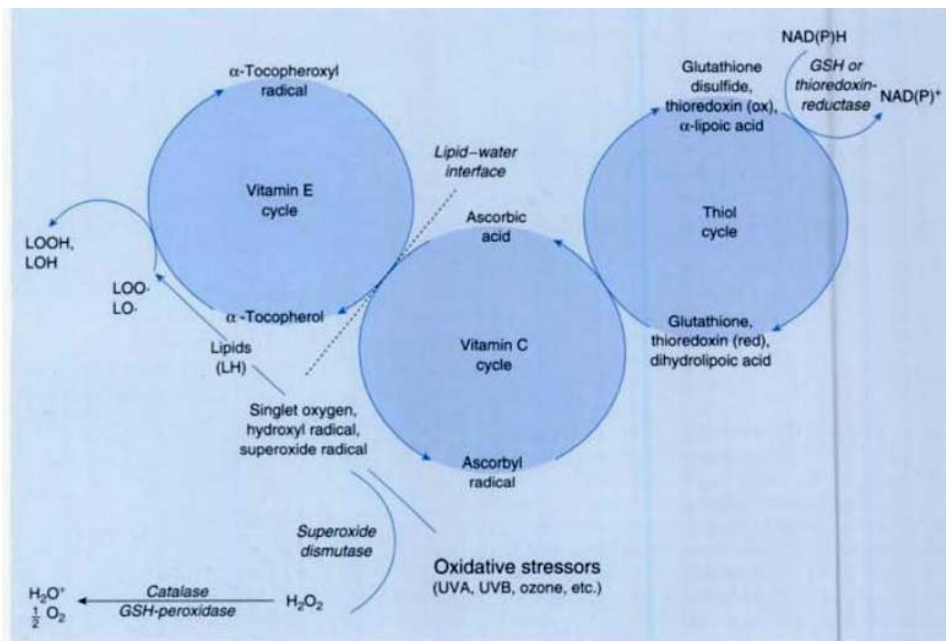 NAD(P)H
GSH or
thioredoxin-
reductase
NAD(P)⁺
α-Tocopheroxyl
radical
Glutathione
disulfide,
thioredoxin (ox),
α-lipoic acid
Lipid–water
interface
Vitamin E
cycle
Ascorbic
acid
Thiol
cycle
LOOH,
LOH
LOO·
LO·
α-Tocopherol
Glutathione,
thioredoxin (red),
dihydrolipoic acid
Lipids
(LH)
Vitamin C
cycle
Singlet oxygen,
hydroxyl radical,
superoxide radical
Ascorbyl
radical
Superoxide
dismutase
Oxidative stressors
(UVA, UVB, ozone, etc.)
H₂O⁺
½ O₂
Catalase
GSH-peroxidase
H₂O₂